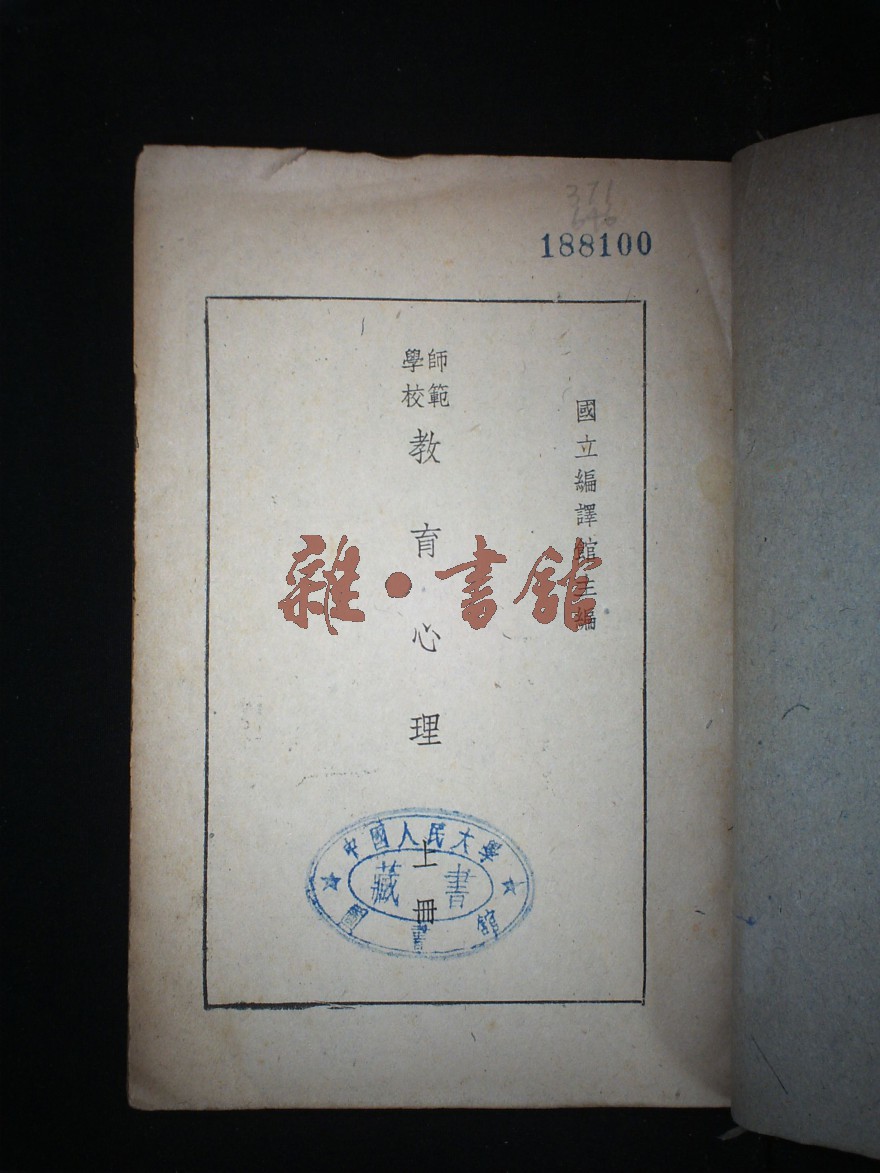 371
188100
國立編譯館主編
師範
學校
教育心理
上冊
雜·書館
中國人民大學
藏書
圖書館